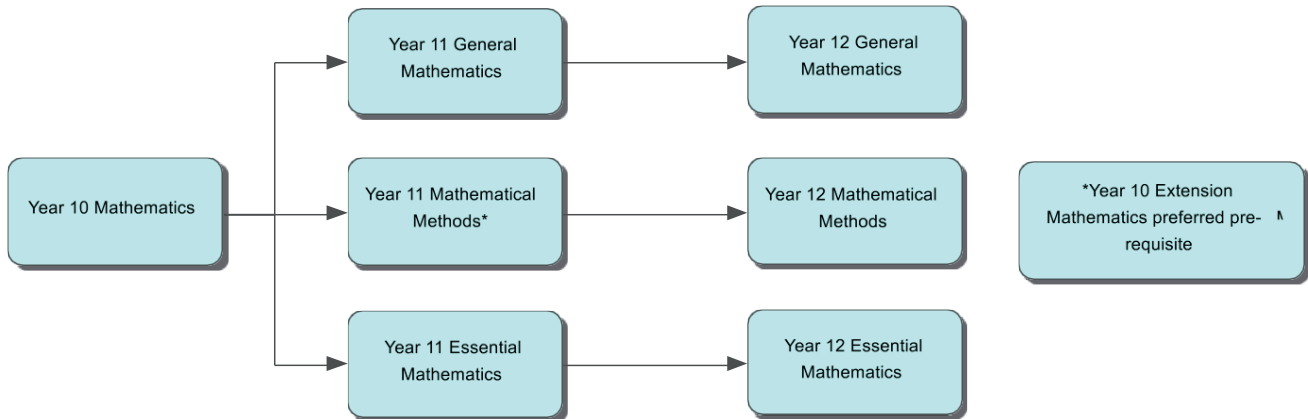 Year 11 General
Mathematics
Year 12 General
Mathematics
Year 10 Mathematics
Year 11 Mathematical
Methods*
Year 12 Mathematical
Methods
*Year 10 Extension
Mathematics preferred pre-
requisite
Year 11 Essential
Mathematics
Year 12 Essential
Mathematics